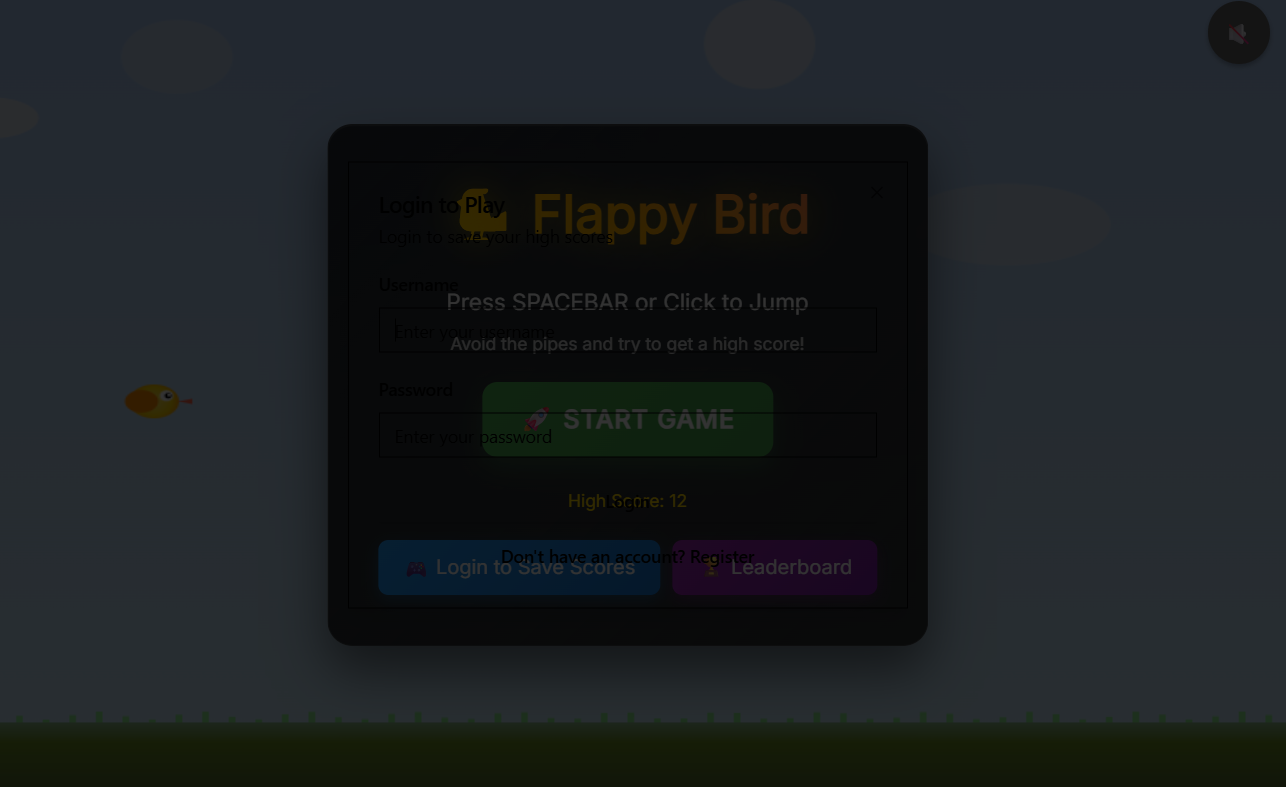 ×
Login to Play
Flappy Bird
Login to save your high scores
Username
Press SPACEBAR or Click to Jump
Enter your username
Avoid the pipes and try to get a high score!
Password
START GAME
Enter your password
High Score: 12
Login
Don't have an account? Register
Login to Save Scores
Leaderboard